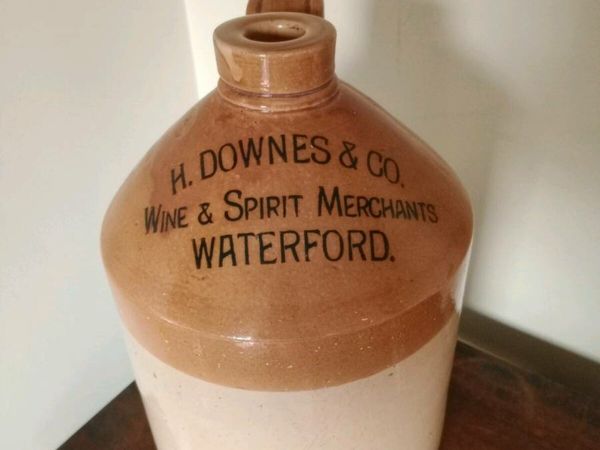 H. DOWNES & CO.
WINE & SPIRIT MERCHANTS
WATERFORD.